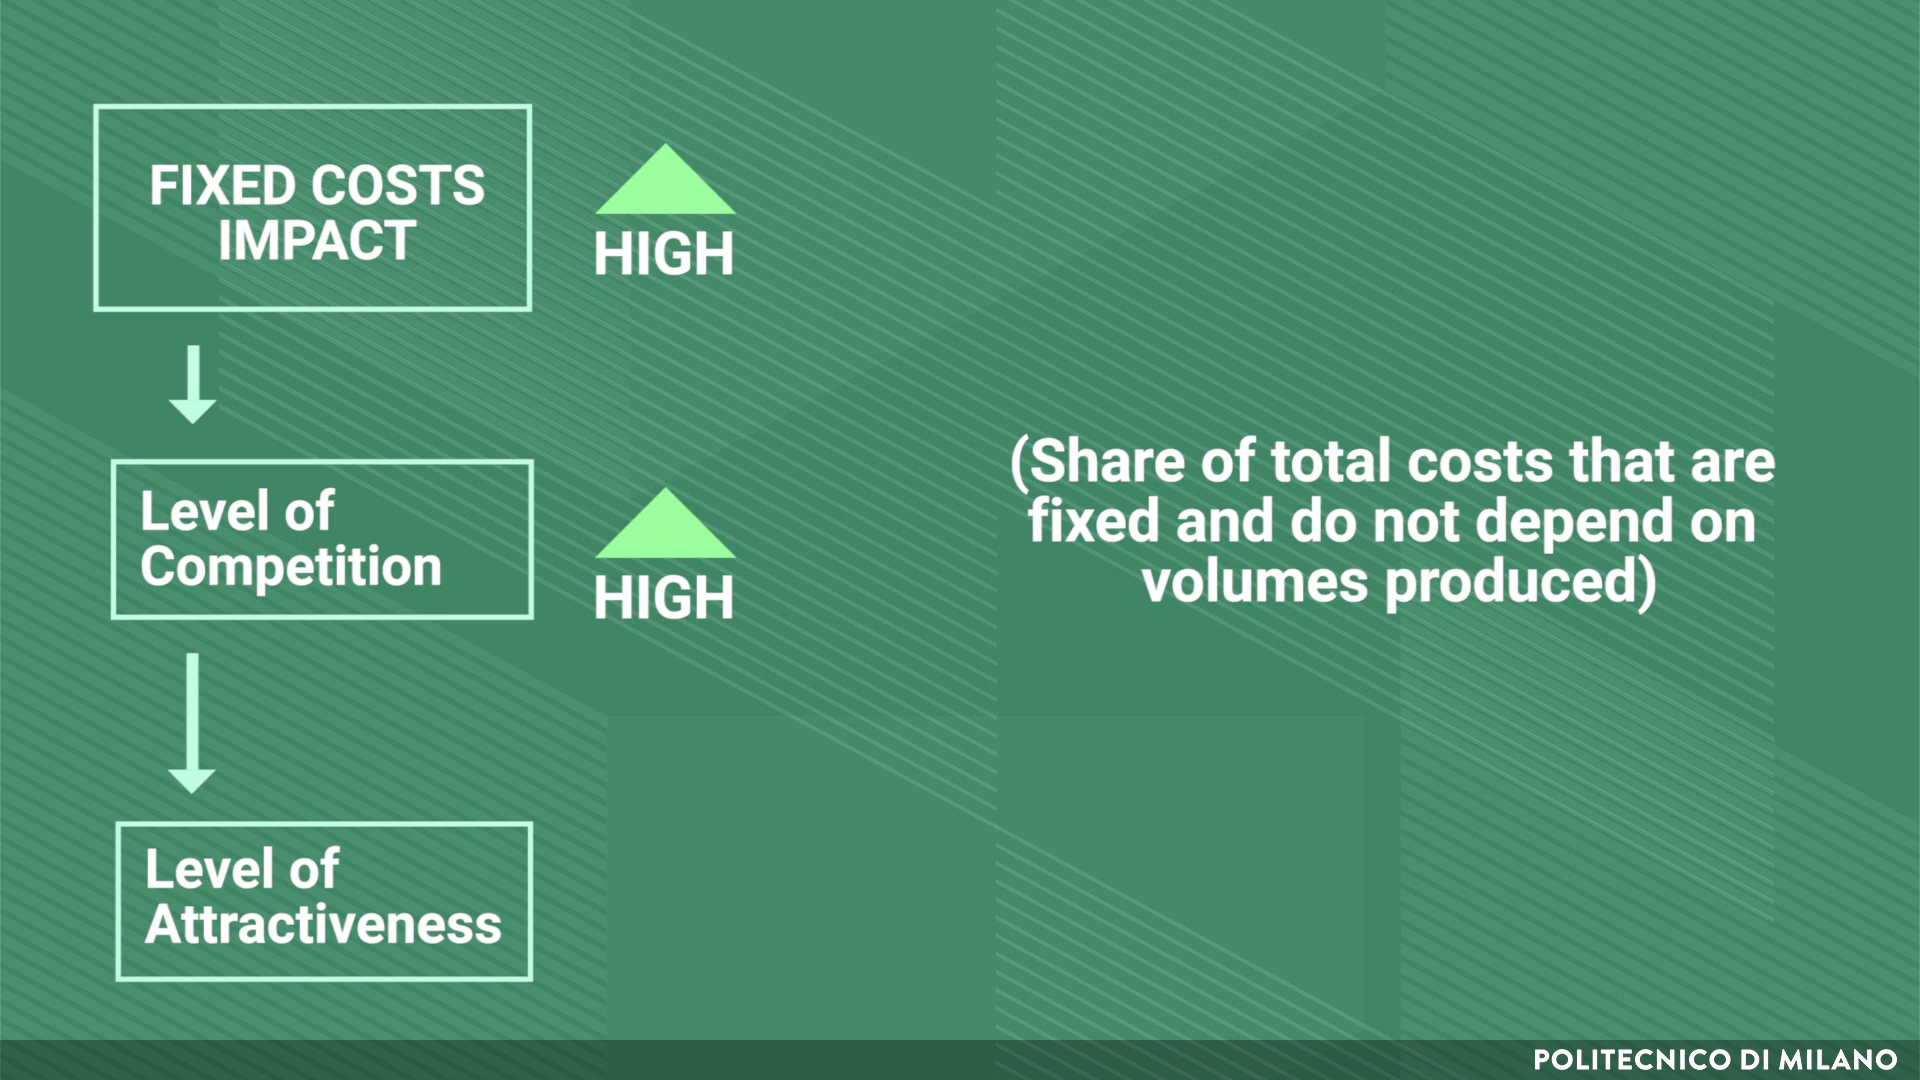 FIXED COSTS
IMPACT
HIGH
Level of
Competition
HIGH
Level of
Attractiveness
(Share of total costs that are
fixed and do not depend on
volumes produced)
POLITECNICO DI MILANO